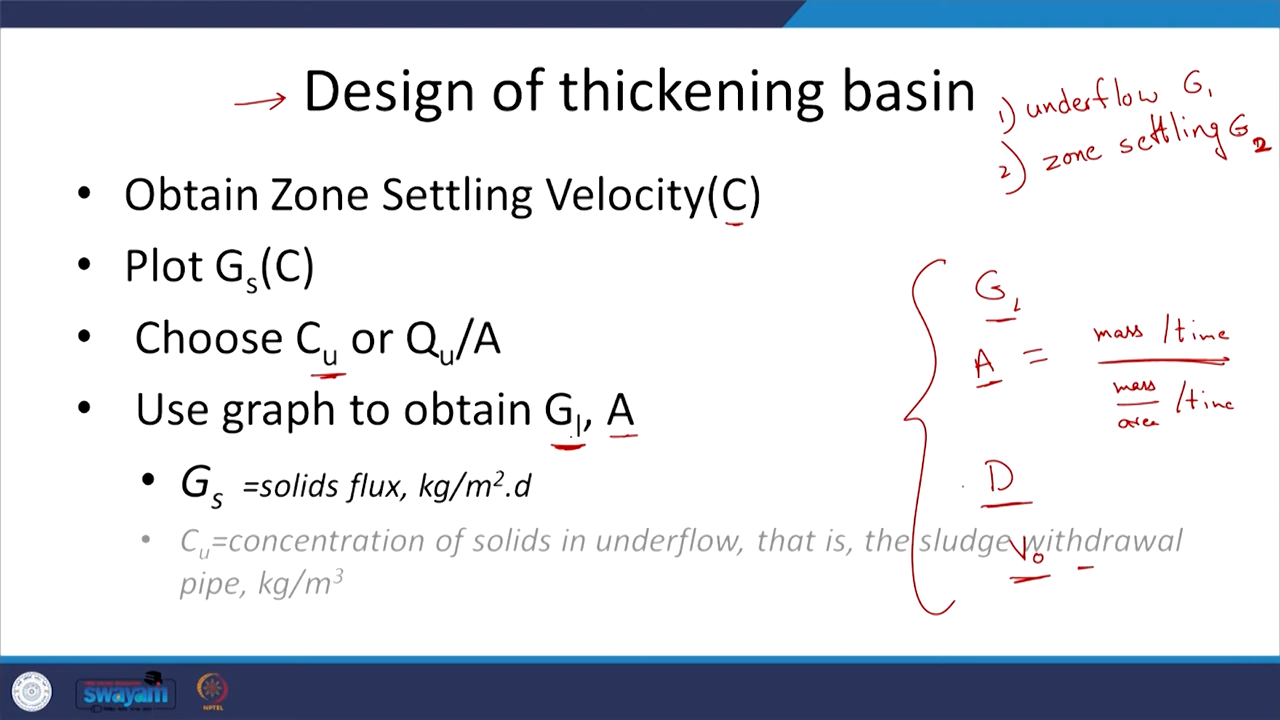 Design of thickening basin
1) underflow G1
2) zone settling G2
• Obtain Zone Settling Velocity(C)
• Plot Gs(C)
• Choose Cu or Qu/A
• Use graph to obtain Gl, A
• Gs =solids flux, kg/m².d
• Cu=concentration of solids in underflow, that is, the sludge withdrawal
pipe, kg/m³
GL
A = mass /time
mass
area /time
D
V0
swayam
NPTEL